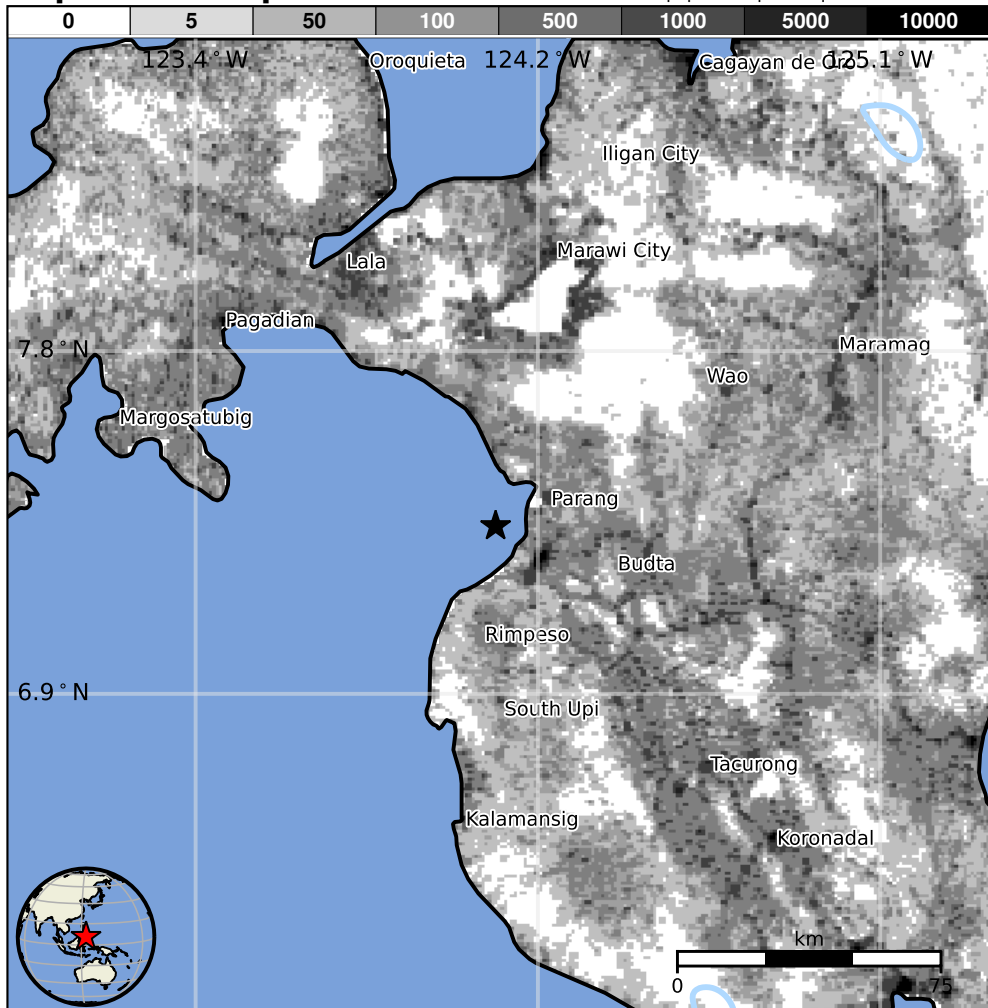 0 5 50 100 500 1000 5000 10000
123.4°W 124.2°W 125.1°W
Oroquieta
Cagayan de Oro
Iligan City
Marawi City
Lala
Pagadian
7.8°N
Maramag
Wao
Margosatubig
Parang
Budta
Rimpeso
6.9°N
South Upi
Tacurong
Kalamansig
Koronadal
km
0 75